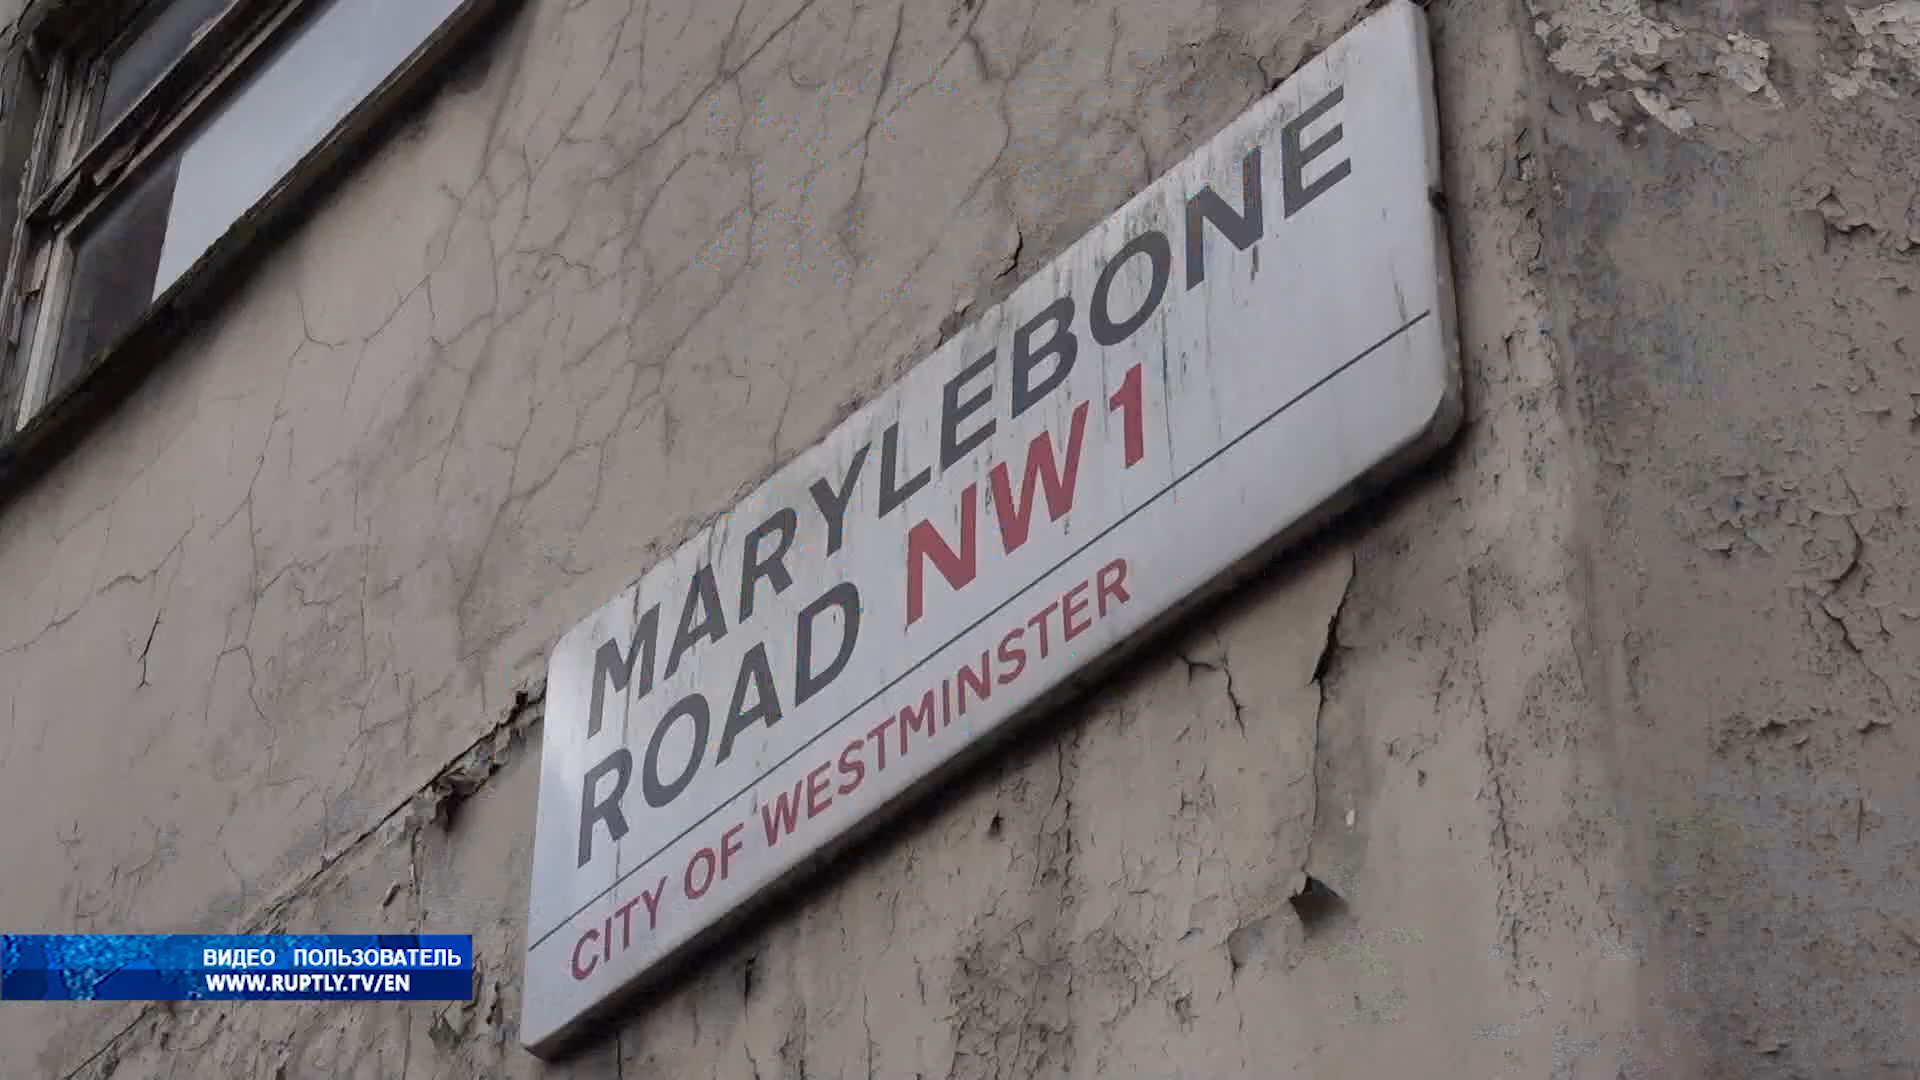 MARYLEBONE
ROAD NW1
CITY OF WESTMINSTER
ВИДЕО ПОЛЬЗОВАТЕЛЬ
WWW.RUPTLY.TV/EN